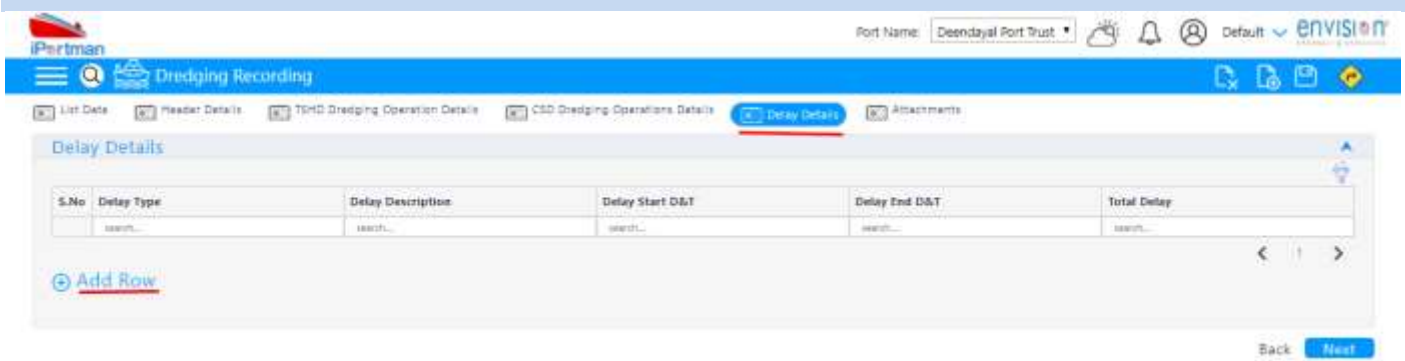 iPortman
Port Name: Deendayal Port Trust
Default
envision
Dredging Recording
List Data
Header Details
TSHD Dredging Operation Details
CSD Dredging Operations Details
Delay Details
Attachments
Delay Details
S.No Delay Type Delay Description Delay Start D&T Delay End D&T Total Delay
search... search... search... search... search...
1
Add Row
Back Next